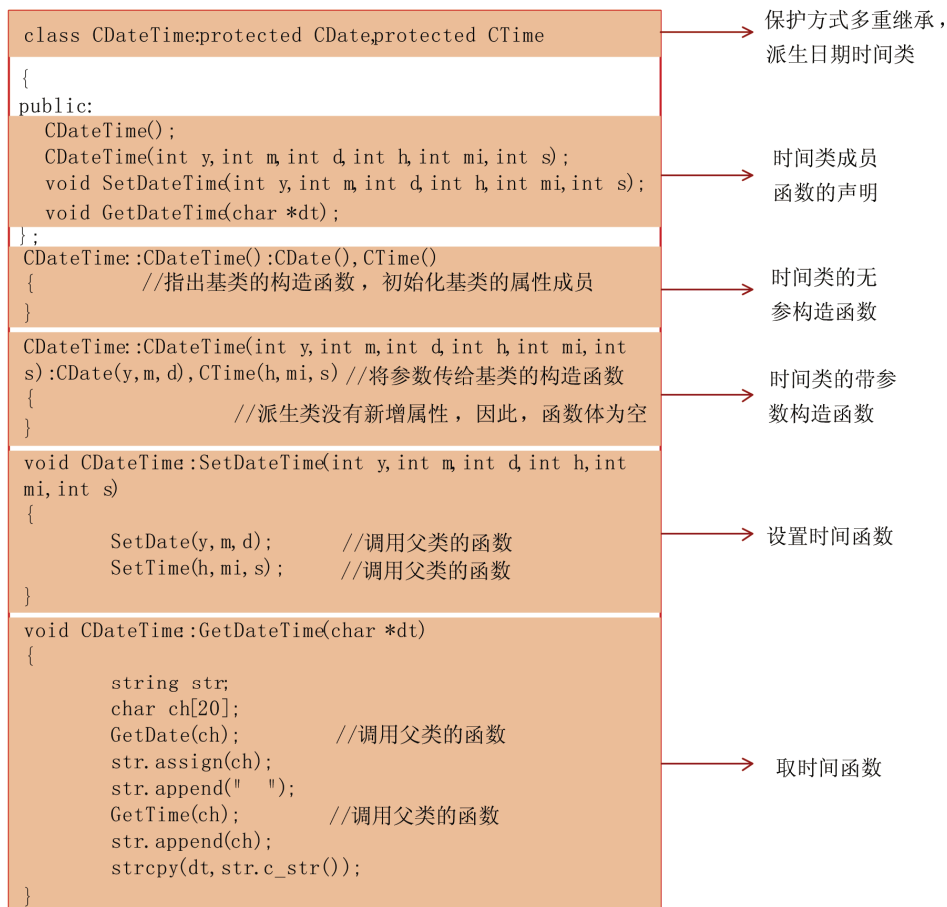 class CDateTime:protected CDate,protected CTime
保护方式多重继承，
派生日期时间类
{
public:
CDateTime();
CDateTime(int y,int m,int d,int h,int mi,int s);
void SetDateTime(int y,int m,int d,int h,int mi,int s);
void GetDateTime(char *dt);
时间类成员
函数的声明
};
CDateTime::CDateTime():CDate(),CTime()
{ //指出基类的构造函数，初始化基类的属性成员
}
时间类的无
参构造函数
CDateTime::CDateTime(int y,int m,int d,int h,int mi,int
s):CDate(y,m,d),CTime(h,mi,s) //将参数传给基类的构造函数
{
//派生类没有新增属性，因此，函数体为空
}
时间类的带参
数构造函数
void CDateTime::SetDateTime(int y,int m,int d,int h,int
mi,int s)
{
SetDate(y,m,d); //调用父类的函数
SetTime(h,mi,s); //调用父类的函数
}
设置时间函数
void CDateTime::GetDateTime(char *dt)
{
string str;
char ch[20];
GetDate(ch); //调用父类的函数
str.assign(ch);
str.append("  ");
GetTime(ch); //调用父类的函数
str.append(ch);
strcpy(dt,str.c_str());
}
取时间函数